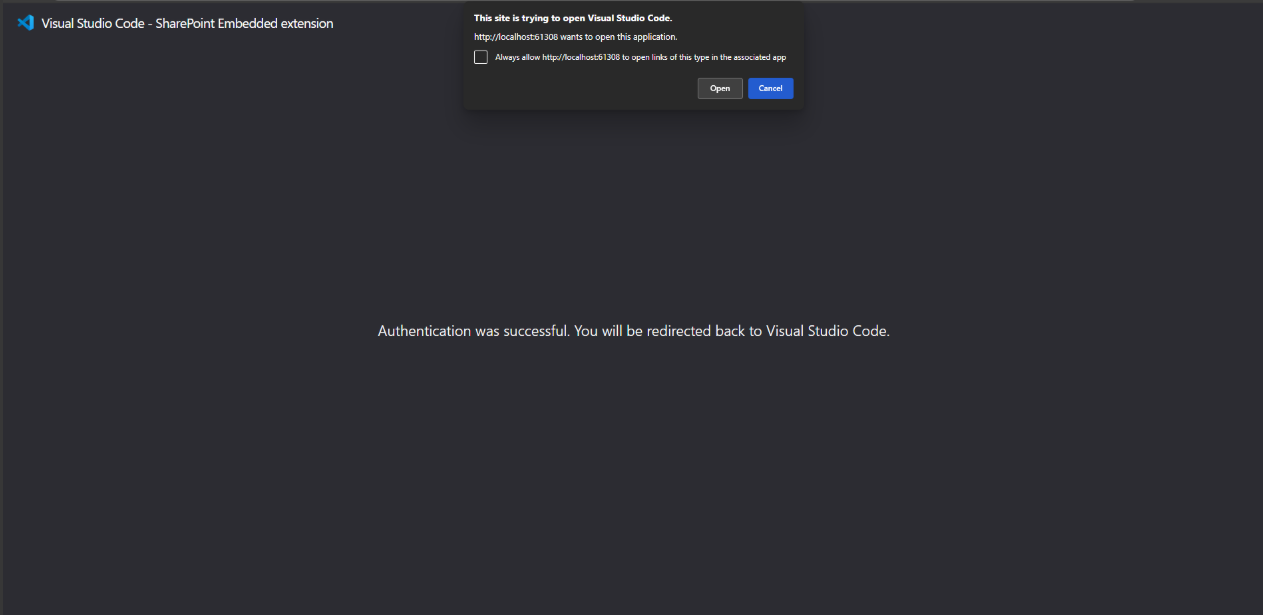 Visual Studio Code - SharePoint Embedded extension
This site is trying to open Visual Studio Code.
http://localhost:61308 wants to open this application.
Always allow http://localhost:61308 to open links of this type in the associated app
Open
Cancel
Authentication was successful. You will be redirected back to Visual Studio Code.